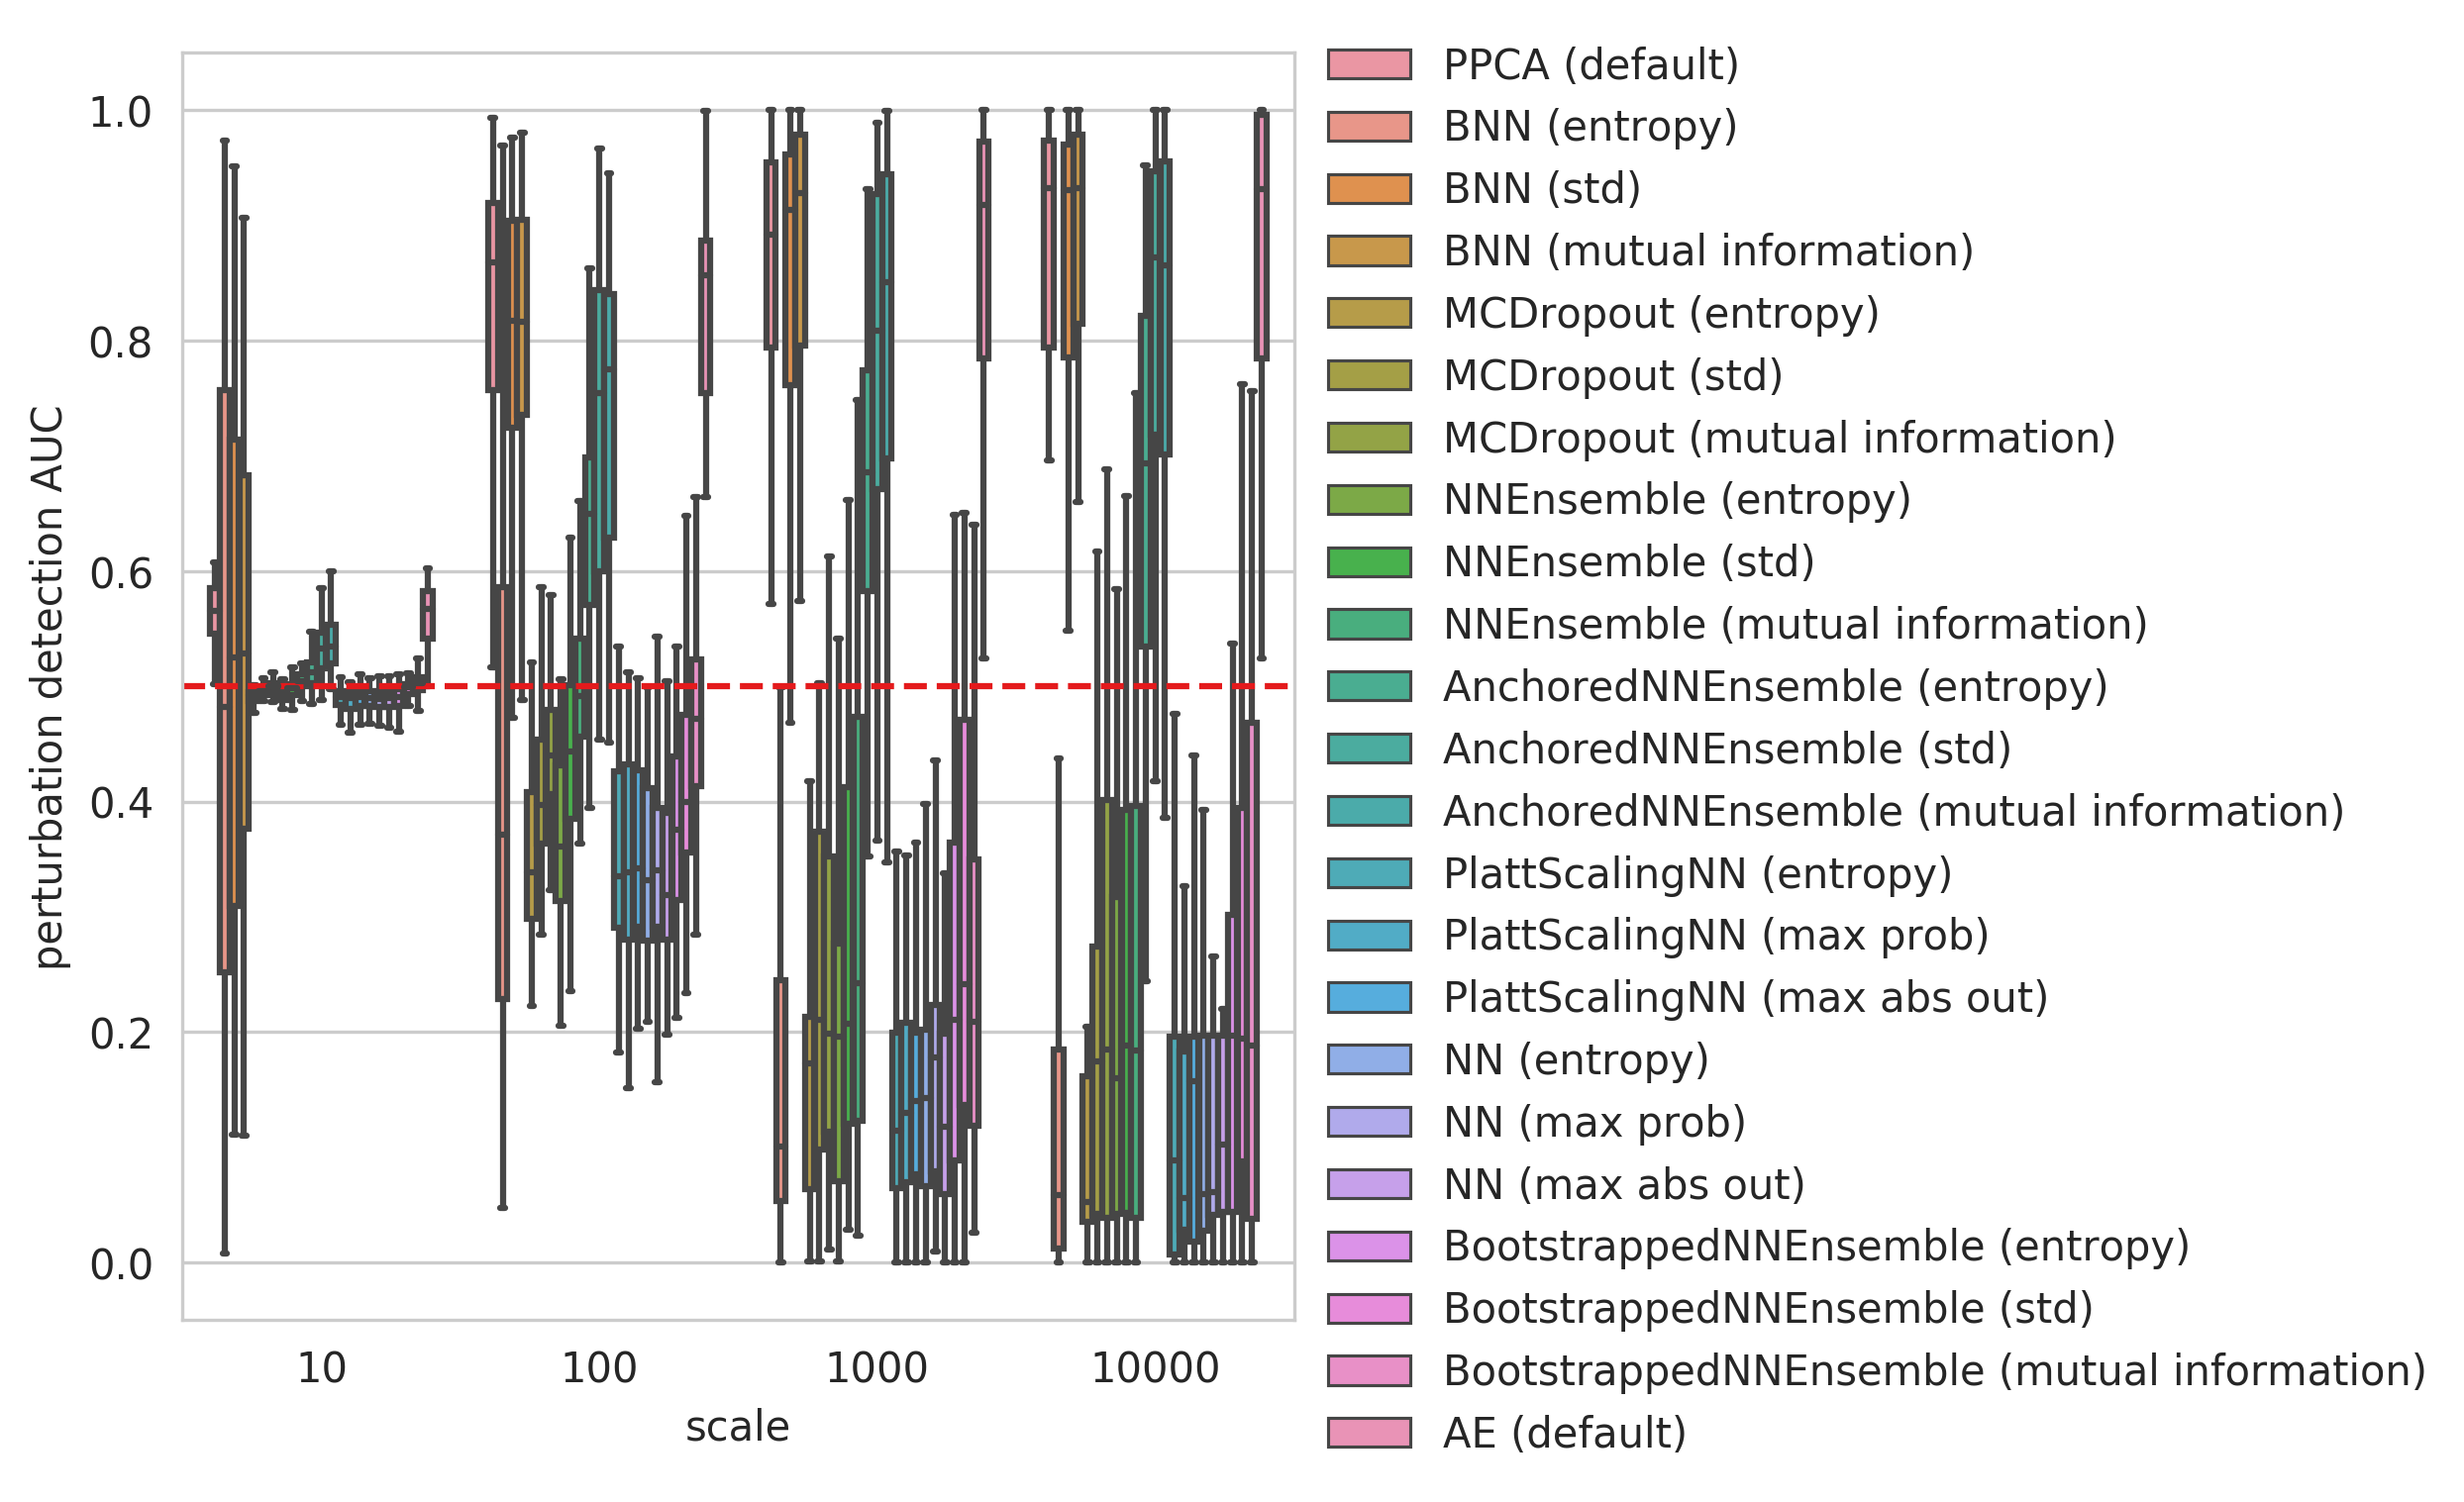 perturbation detection AUC
1.0
0.8
0.6
0.4
0.2
0.0
10
100
1000
10000
scale
PPCA (default)
BNN (entropy)
BNN (std)
BNN (mutual information)
MCDropout (entropy)
MCDropout (std)
MCDropout (mutual information)
NNEnsemble (entropy)
NNEnsemble (std)
NNEnsemble (mutual information)
AnchoredNNEnsemble (entropy)
AnchoredNNEnsemble (std)
AnchoredNNEnsemble (mutual information)
PlattScalingNN (entropy)
PlattScalingNN (max prob)
PlattScalingNN (max abs out)
NN (entropy)
NN (max prob)
NN (max abs out)
BootstrappedNNEnsemble (entropy)
BootstrappedNNEnsemble (std)
BootstrappedNNEnsemble (mutual information)
AE (default)